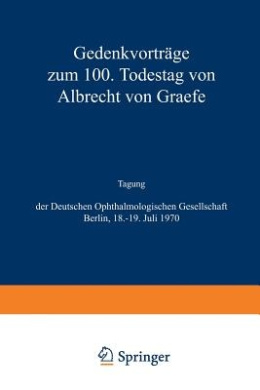 Gedenkvorträge
zum 100. Todestag von
Albrecht von Graefe
Tagung
der Deutschen Ophthalmologischen Gesellschaft
Berlin, 18.-19. Juli 1970
Springer